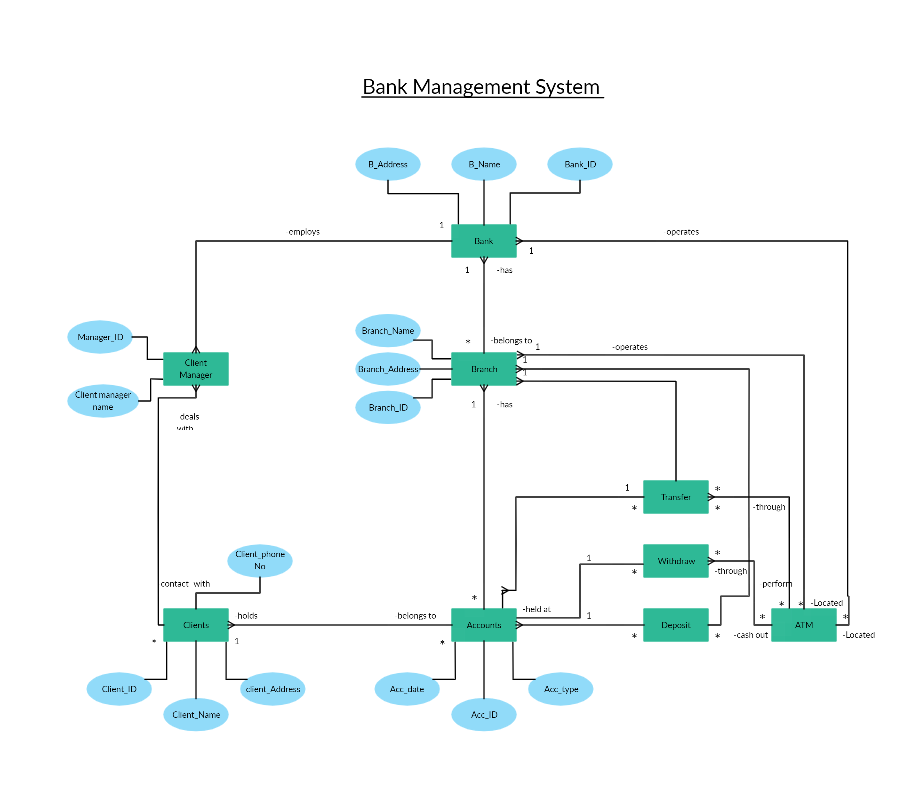 Bank Management System
B_Address
B_Name
Bank_ID
1
employs
Bank
operates
1
1
-has
Manager_ID
Branch_Name
*
-belongs to
1
-operates
Client
Manager
Branch_Address
Branch
1
1
Client manager
name
Branch_ID
1
-has
deals
with
1
*
Transfer
*
*
*
-through
Client_phone
No
1
*
Withdraw
*
-through
contact with
perform
*
-held at
*
*
-Located
Clients
holds
belongs to
Accounts
1
Deposit
*
ATM
*
*
1
*
*
*
-cash out
-Located
Client_ID
client_Address
Acc_date
Acc_type
Client_Name
Acc_ID